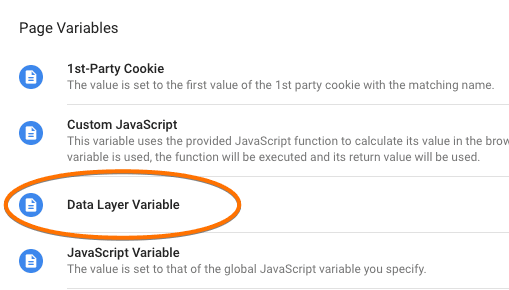 Page Variables
1st-Party Cookie
The value is set to the first value of the 1st party cookie with the matching name.
Custom JavaScript
This variable uses the provided JavaScript function to calculate its value in the brow
variable is used, the function will be executed and its return value will be used.
Data Layer Variable
JavaScript Variable
The value is set to that of the global JavaScript variable you specify.